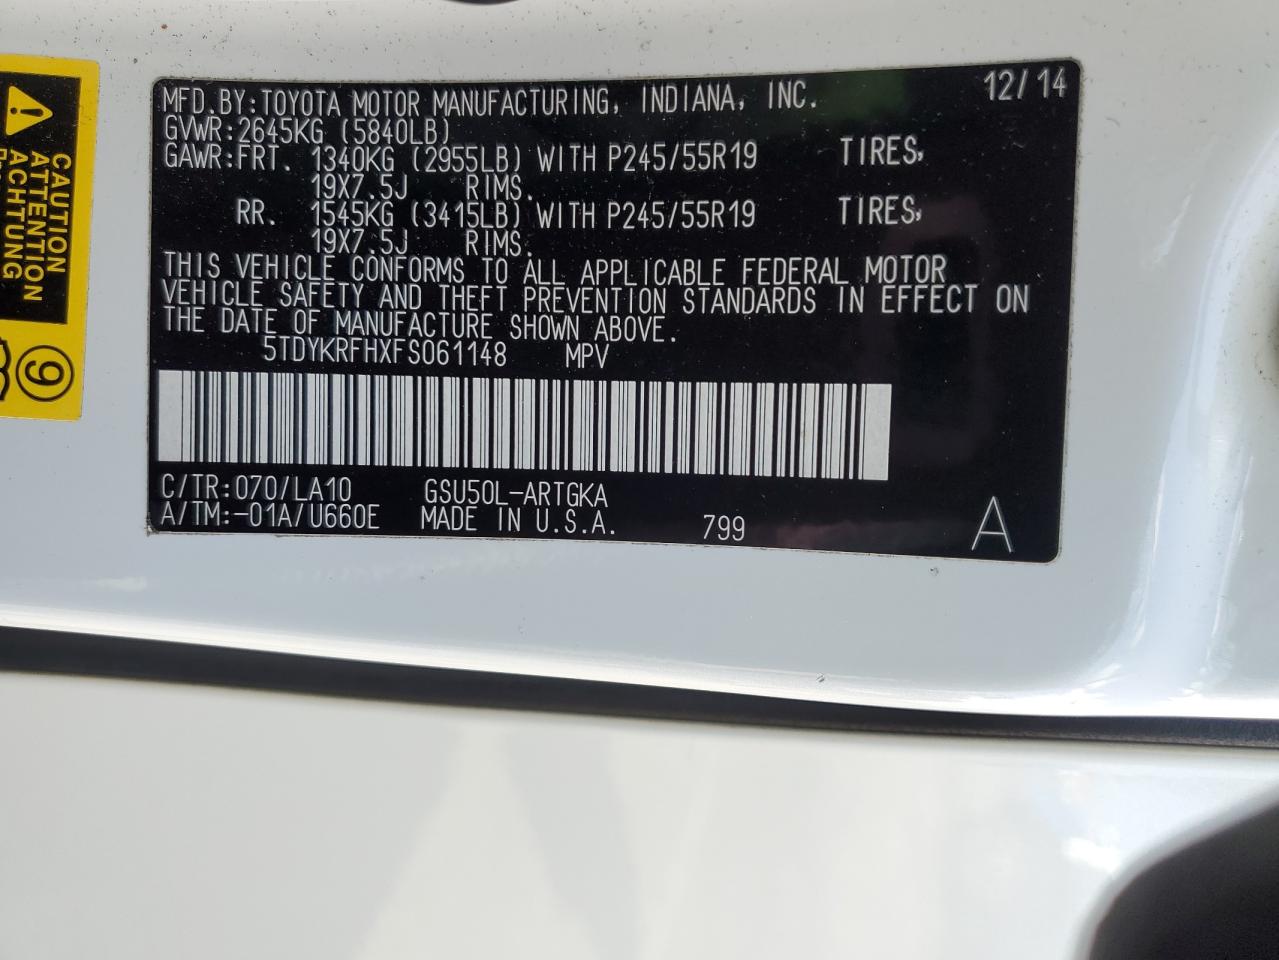 MFD.BY:TOYOTA MOTOR MANUFACTURING, INDIANA, INC. 12/14
GVWR:2645KG (5840LB)
GAWR:FRT. 1340KG (2955LB) WITH P245/55R19 TIRES,
19X7.5J RIMS.
RR. 1545KG (3415LB) WITH P245/55R19 TIRES,
19X7.5J RIMS.
THIS VEHICLE CONFORMS TO ALL APPLICABLE FEDERAL MOTOR
VEHICLE SAFETY AND THEFT PREVENTION STANDARDS IN EFFECT ON
THE DATE OF MANUFACTURE SHOWN ABOVE.
5TDYKRFHXFS061148 MPV
C/TR:070/LA10 GSU50L-ARTGKA
A/TM:-01A/U660E MADE IN U.S.A. 799 A
CAUTION
ATTENTION
ACHTUNG
9